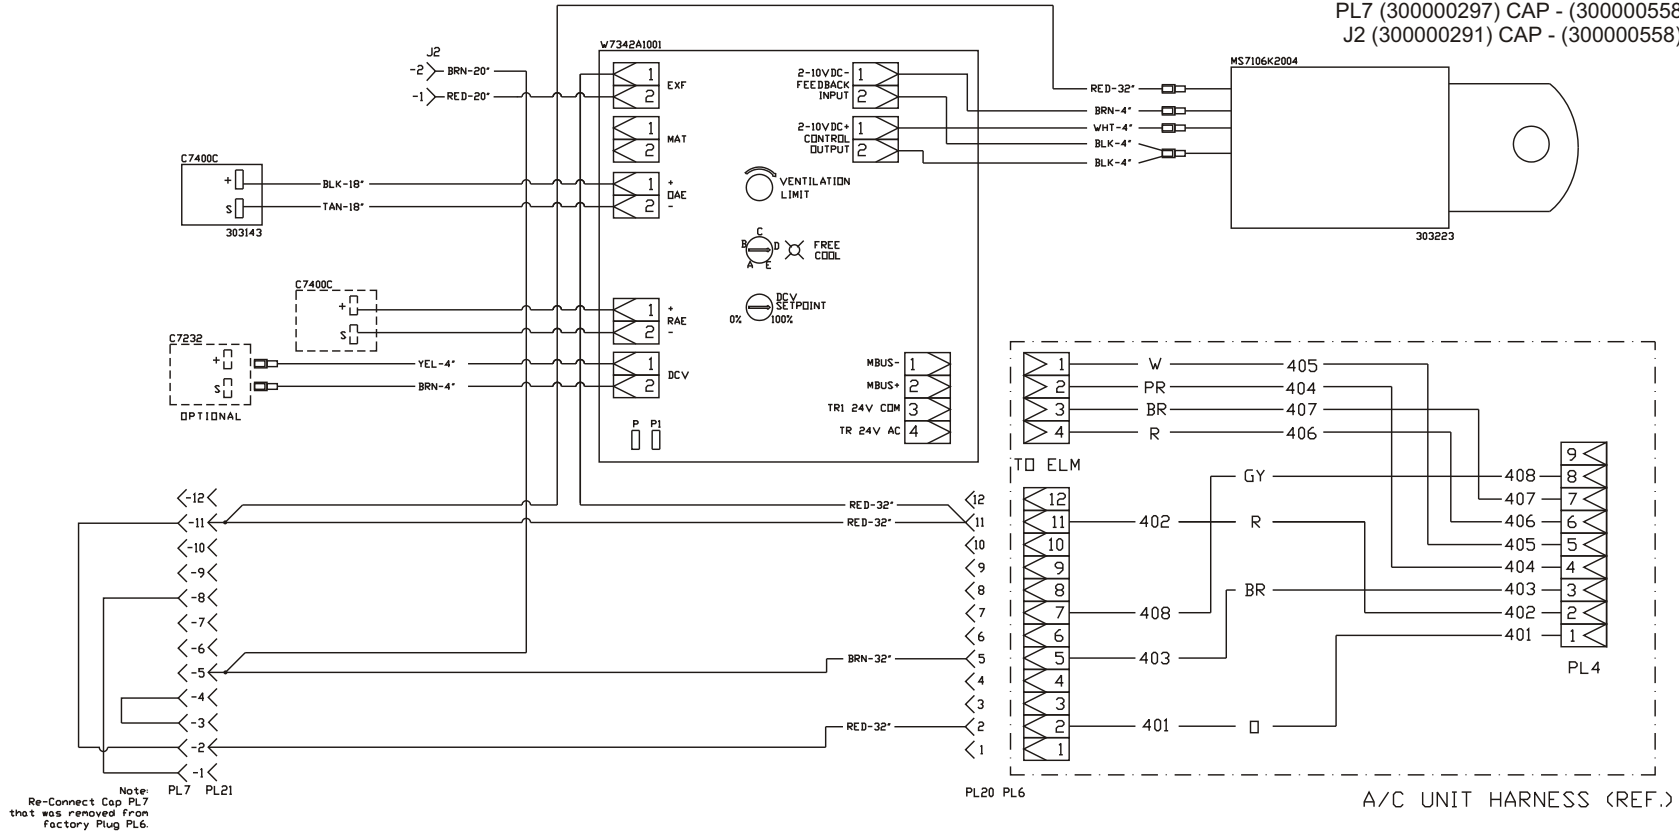 PL7 (300000297) CAP - (300000558
J2 (300000291) CAP - (300000558)
W7342A1001
MS7106K2004
J2
-2 BRN-20"
-1 RED-20"
1
2
EXF
1
2
MAT
1
2
+
OAE
-
2-10VDC-
FEEDBACK
INPUT
1
2
2-10VDC+
CONTROL
OUTPUT
1
2
RED-32"
BRN-4"
WHT-4"
BLK-4"
BLK-4"
303223
C7400C
+
S
303143
BLK-18"
TAN-18"
VENTILATION
LIMIT
C
B D
A E
FREE
COOL
DCV
SETPOINT
0% 100%
C7400C
+
S
1
2
+
RAE
-
C7232
+
S
OPTIONAL
YEL-4"
BRN-4"
1
2
DCV
P P1
MBUS- 1
MBUS+ 2
TR1 24V COM 3
TR 24V AC 4
1 W 405
2 PR 404
3 BR 407
4 R 406
TO ELM
-12
-11
-10
-9
-8
-7
-6
-5
-4
-3
-2
-1
PL7 PL21
Note:
Re-Connect Cap PL7
that was removed from
factory Plug PL6.
RED-32"
RED-32"
BRN-32"
RED-32"
12
11
10
9
8
7
6
5
4
3
2
1
PL20 PL6
12
11
10
9
8
7
6
5
4
3
2
1
GY
402 R
BR
408
403
401 O
9
408 8
407 7
406 6
405 5
404 4
403 3
402 2
401 1
PL4
A/C UNIT HARNESS (REF.)